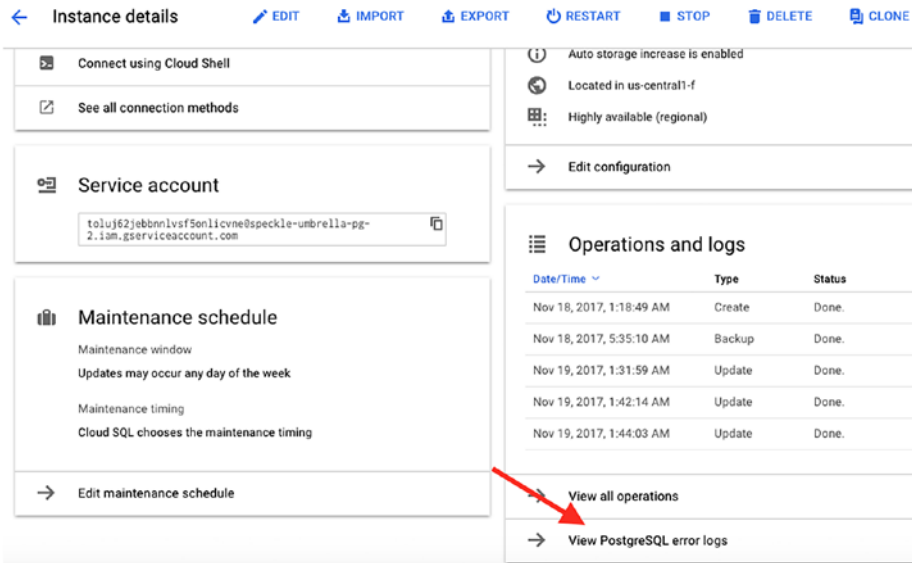 Instance details
EDIT
IMPORT
EXPORT
RESTART
STOP
DELETE
CLONE
Connect using Cloud Shell
See all connection methods
Service account
toluj62jebbnnlvsf5onlicvne@speckle-umbrella-pg-
2.iam.gserviceaccount.com
Maintenance schedule
Maintenance window
Updates may occur any day of the week
Maintenance timing
Cloud SQL chooses the maintenance timing
Edit maintenance schedule
Auto storage increase is enabled
Located in us-central1-f
Highly available (regional)
Edit configuration
Operations and logs
Date/Time Type Status
Nov 18, 2017, 1:18:49 AM Create Done.
Nov 18, 2017, 5:35:10 AM Backup Done.
Nov 19, 2017, 1:31:59 AM Update Done.
Nov 19, 2017, 1:42:14 AM Update Done.
Nov 19, 2017, 1:44:03 AM Update Done.
View all operations
View PostgreSQL error logs